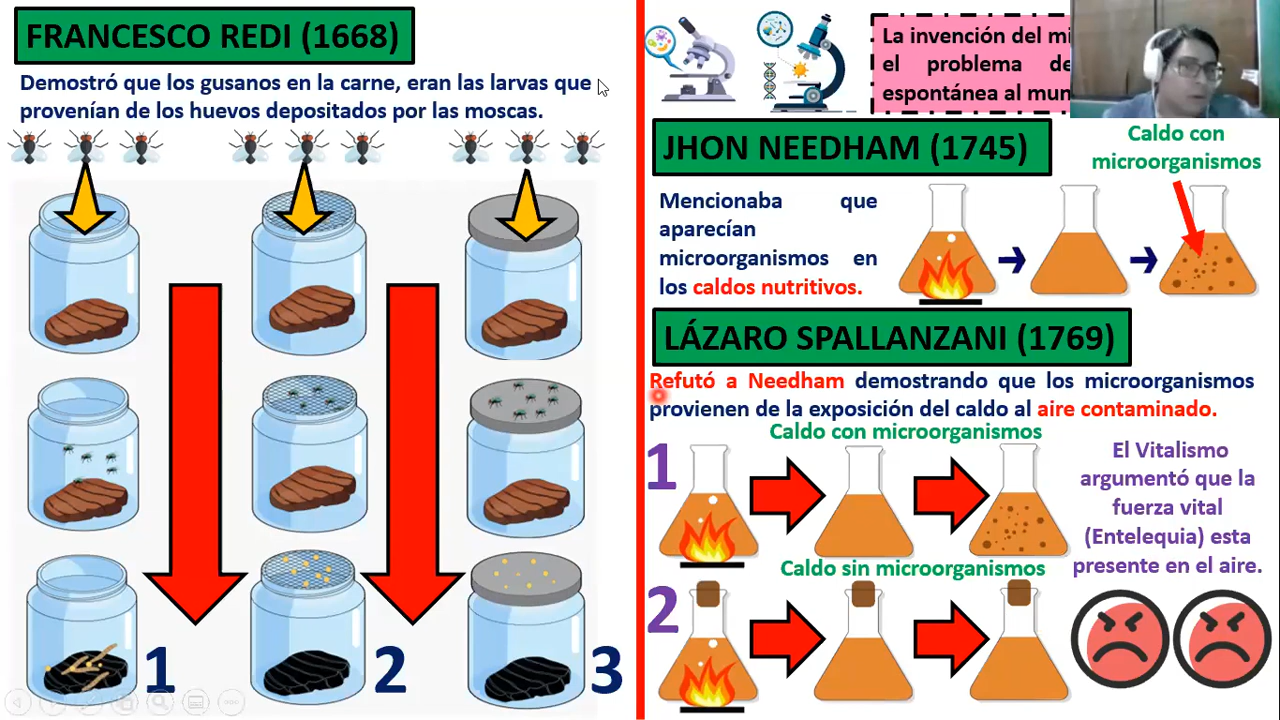 FRANCESCO REDI (1668)
Demostró que los gusanos en la carne, eran las larvas que
provenían de los huevos depositados por las moscas.
1
2
3
La invención del
el problema
espontánea al
JHON NEEDHAM (1745)
Caldo con
microorganismos
Mencionaba que
aparecían
microorganismos en
los caldos nutritivos.
LÁZARO SPALLANZANI (1769)
Refutó a Needham demostrando que los microorganismos
provienen de la exposición del caldo al aire contaminado.
Caldo con microorganismos
1
Caldo sin microorganismos
2
El Vitalismo
argumentó que la
fuerza vital
(Entelequia) esta
presente en el aire.